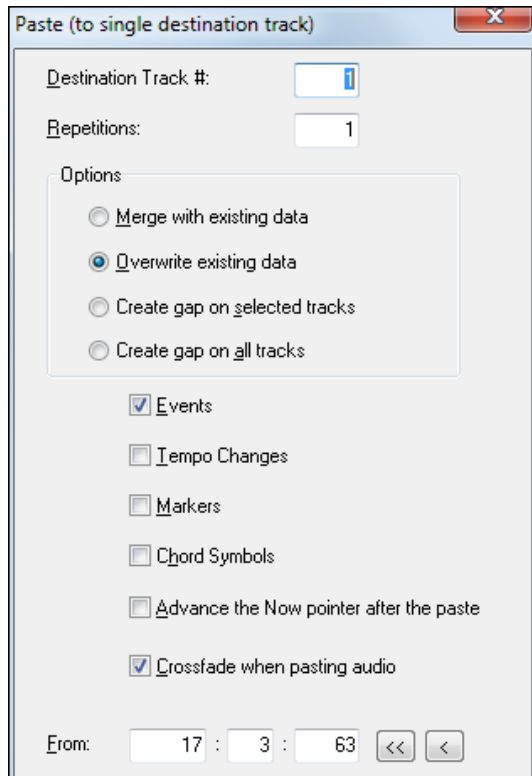 Paste (to single destination track)
Destination Track #: 1
Repetitions: 1
Options
Merge with existing data
Overwrite existing data
Create gap on selected tracks
Create gap on all tracks
Events
Tempo Changes
Markers
Chord Symbols
Advance the Now pointer after the paste
Crossfade when pasting audio
From: 17 : 3 : 63 << <